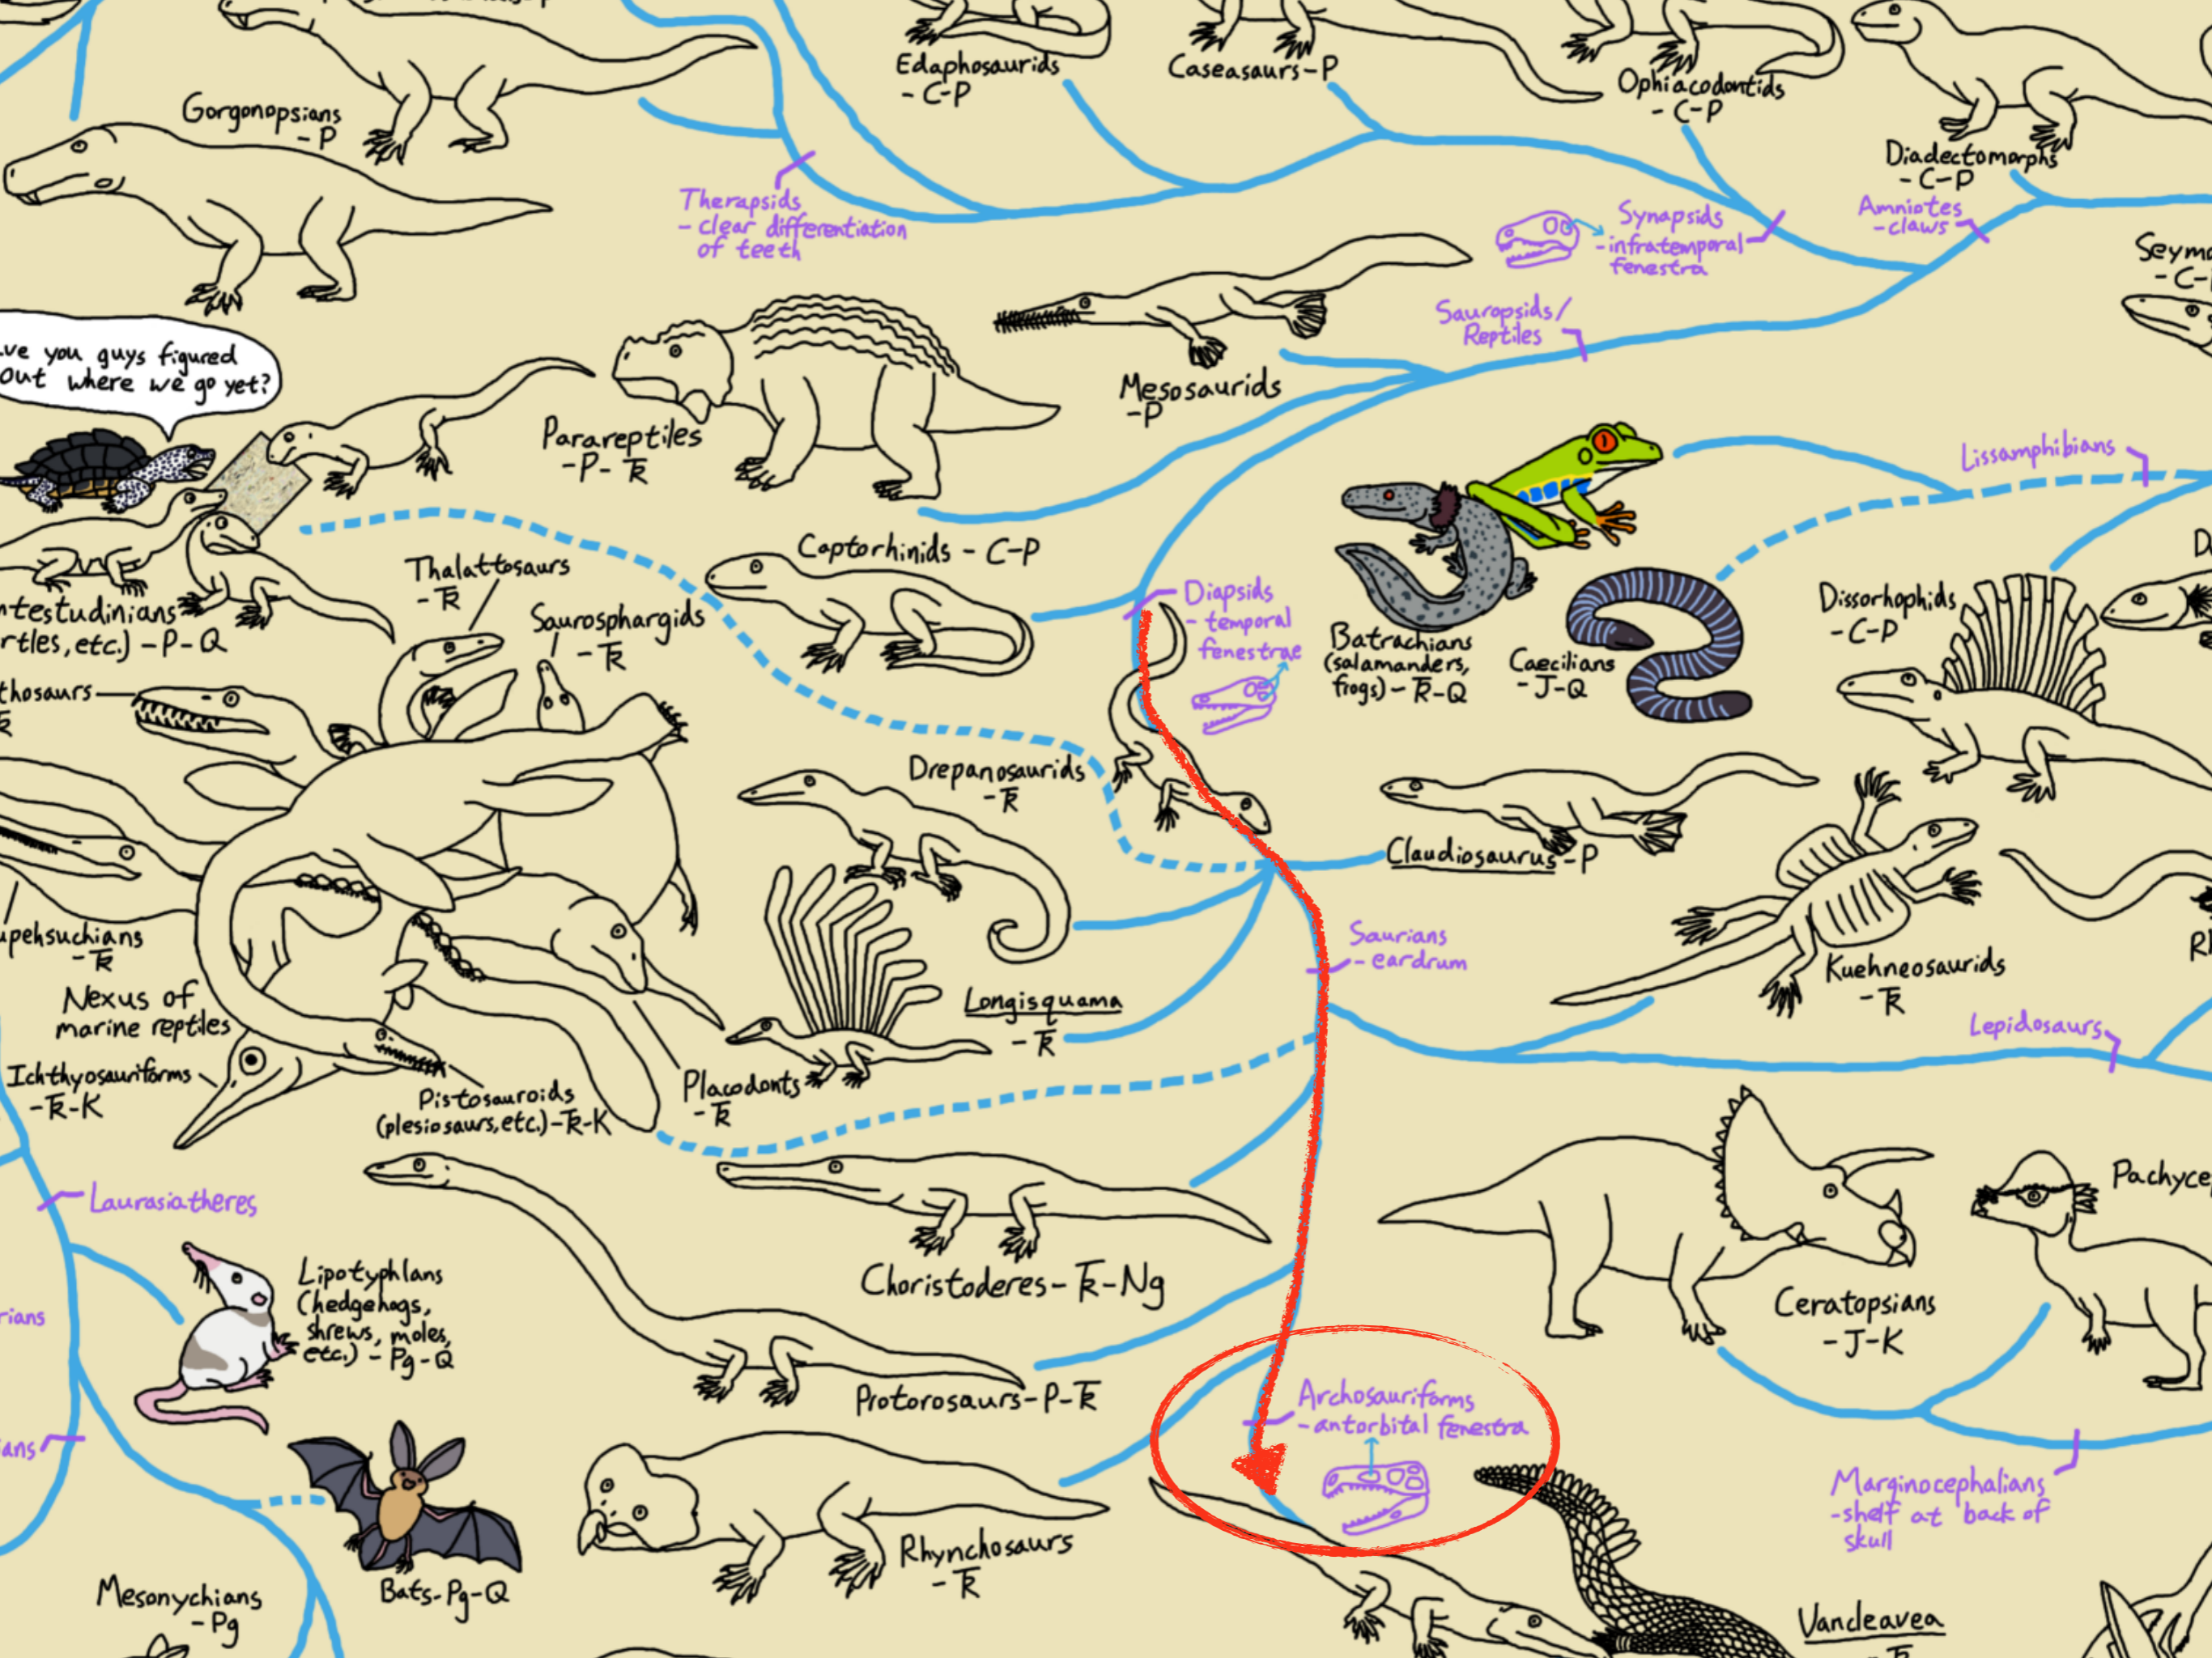 Edaphosaurids
- C-P
Caseasaurs-P
Ophiacodontids
- C-P
Diadectomorphs
- C-P
Gorgonopsians
- P
Therapsids
- clear differentiation
of teeth
Synapsids
- infratemporal
fenestra
Amniotes
- claws
Sauropsids/
Reptiles
you guys figured
out where we go yet?
Parareptiles
- P - T̶R
Mesosaurids
- P
Lissamphibians
Captorhinids - C-P
Thalattosaurs
- T̶R
Saurosphargids
- T̶R
Diapsids
- temporal
fenestrae
Batrachians
(salamanders,
frogs) - T̶R-Q
Caecilians
- J-Q
Dissorhophids
- C-P
etc.) - P-Q
Drepanosaurids
- T̶R
Claudiosaurus - P
Saurians
- eardrum
Kuehneosaurids
- T̶R
Lepidosaurs
- T̶R
Nexus of
marine reptiles
Longisquama
- T̶R
Ichthyosauriforms
- T̶R-K
Pistosauroids
(plesiosaurs, etc.) - T̶R-K
Placodonts
- T̶R
Laurasiatheres
Lipotyphlans
(hedgehogs,
shrews, moles,
etc.) - Pg-Q
Choristoderes - T̶R-Ng
Ceratopsians
- J-K
Protorosaurs - P-T̶R
Archosauriforms
- antorbital fenestra
Marginocephalians
- shelf at back of
skull
Rhynchosaurs
- T̶R
Bats - Pg-Q
Mesonychians
- Pg
Vancleavea